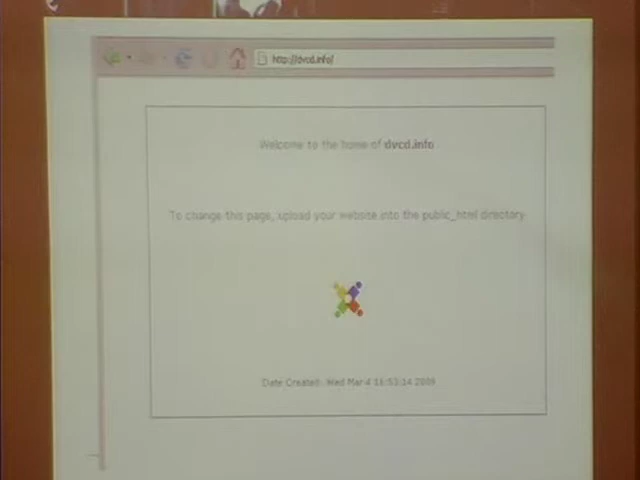 http://dvcd.info/
Welcome to the home of dvcd.info
To change this page, upload your website into the public_html directory
Date Created: Wed Mar 4 16:53:14 2009